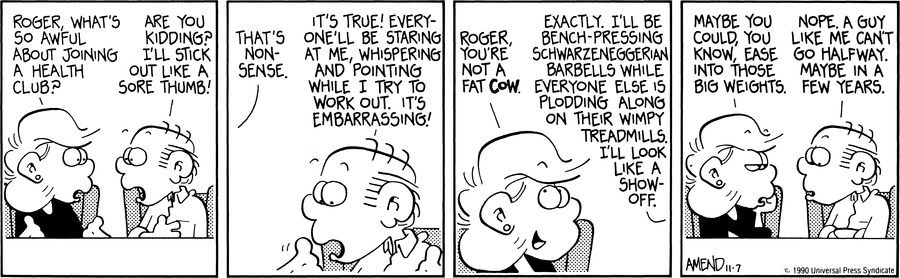 ROGER, WHAT'S
SO AWFUL
ABOUT JOINING
A HEALTH
CLUB?
ARE YOU
KIDDING?
I'LL STICK
OUT LIKE A
SORE THUMB!
THAT'S
NON-
SENSE.
IT'S TRUE! EVERY-
ONE'LL BE STARING
AT ME, WHISPERING
AND POINTING
WHILE I TRY TO
WORK OUT. IT'S
EMBARRASSING!
ROGER,
YOU'RE
NOT A
FAT COW.
EXACTLY. I'LL BE
BENCH-PRESSING
SCHWARZENEGGERIAN
BARBELLS WHILE
EVERYONE ELSE IS
PLODDING ALONG
ON THEIR WIMPY
TREADMILLS.
I'LL LOOK
LIKE A
SHOW-
OFF.
MAYBE YOU
COULD, YOU
KNOW, EASE
INTO THOSE
BIG WEIGHTS.
NOPE. A GUY
LIKE ME CAN'T
GO HALFWAY.
MAYBE IN A
FEW YEARS.
AMEND 11-7
© 1990 Universal Press Syndicate